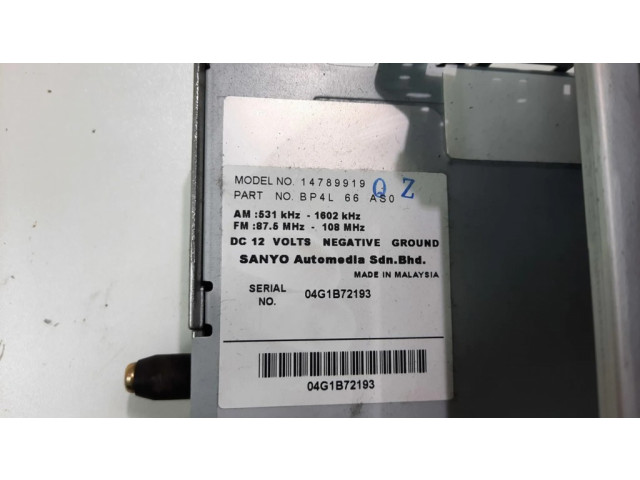 MODEL NO. 14789919
QZ
PART NO. BP4L 66 AS0
AM :531 kHz - 1602 kHz
FM :87.5 MHz - 108 MHz
DC 12 VOLTS NEGATIVE GROUND
SANYO Automedia Sdn.Bhd.
MADE IN MALAYSIA
SERIAL NO. 04G1B72193
04G1B72193